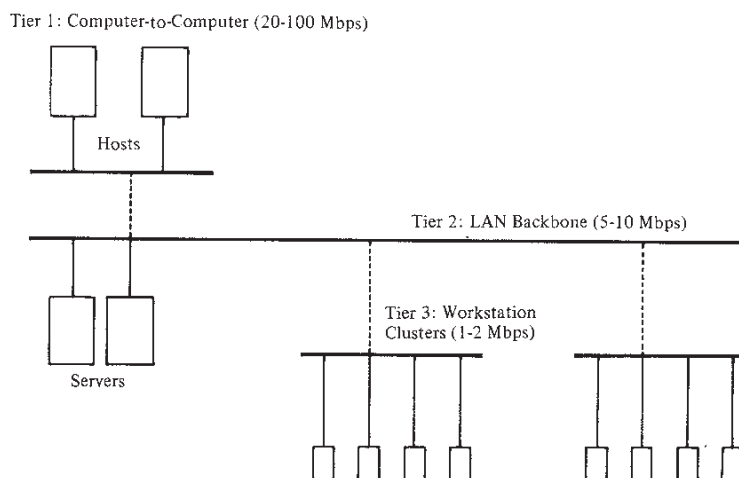 Tier 1: Computer-to-Computer (20-100 Mbps)
Hosts
Tier 2: LAN Backbone (5-10 Mbps)
Tier 3: Workstation
Clusters (1-2 Mbps)
Servers